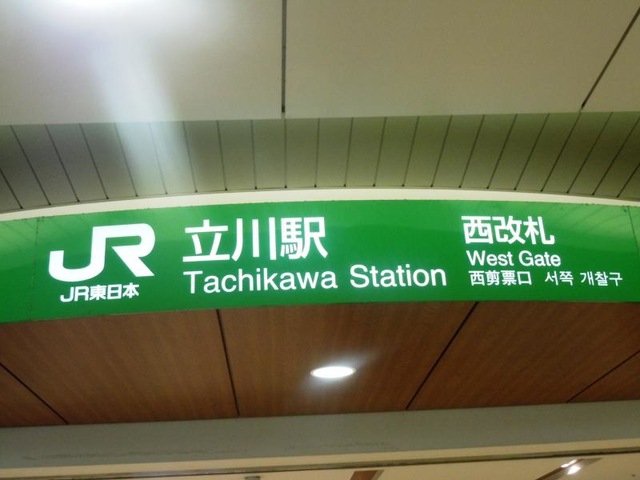 JR
JR東日本
立川駅
Tachikawa Station
西改札
West Gate
西剪票口 서쪽 개찰구